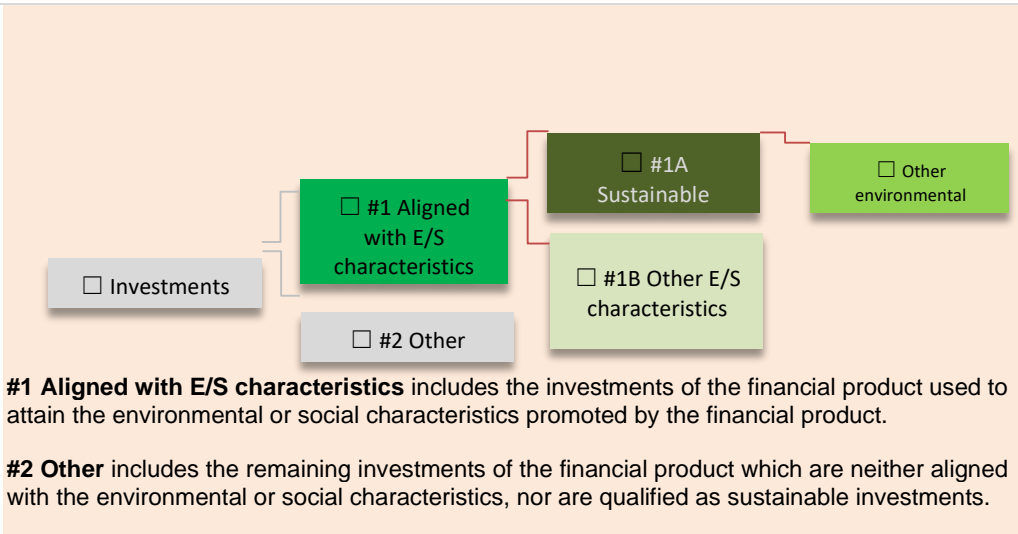 ☐ #1A
Sustainable
☐ Other
environmental
☐ #1 Aligned
with E/S
characteristics
☐ #1B Other E/S
characteristics
☐ Investments
☐ #2 Other
#1 Aligned with E/S characteristics includes the investments of the financial product used to
attain the environmental or social characteristics promoted by the financial product.
#2 Other includes the remaining investments of the financial product which are neither aligned
with the environmental or social characteristics, nor are qualified as sustainable investments.